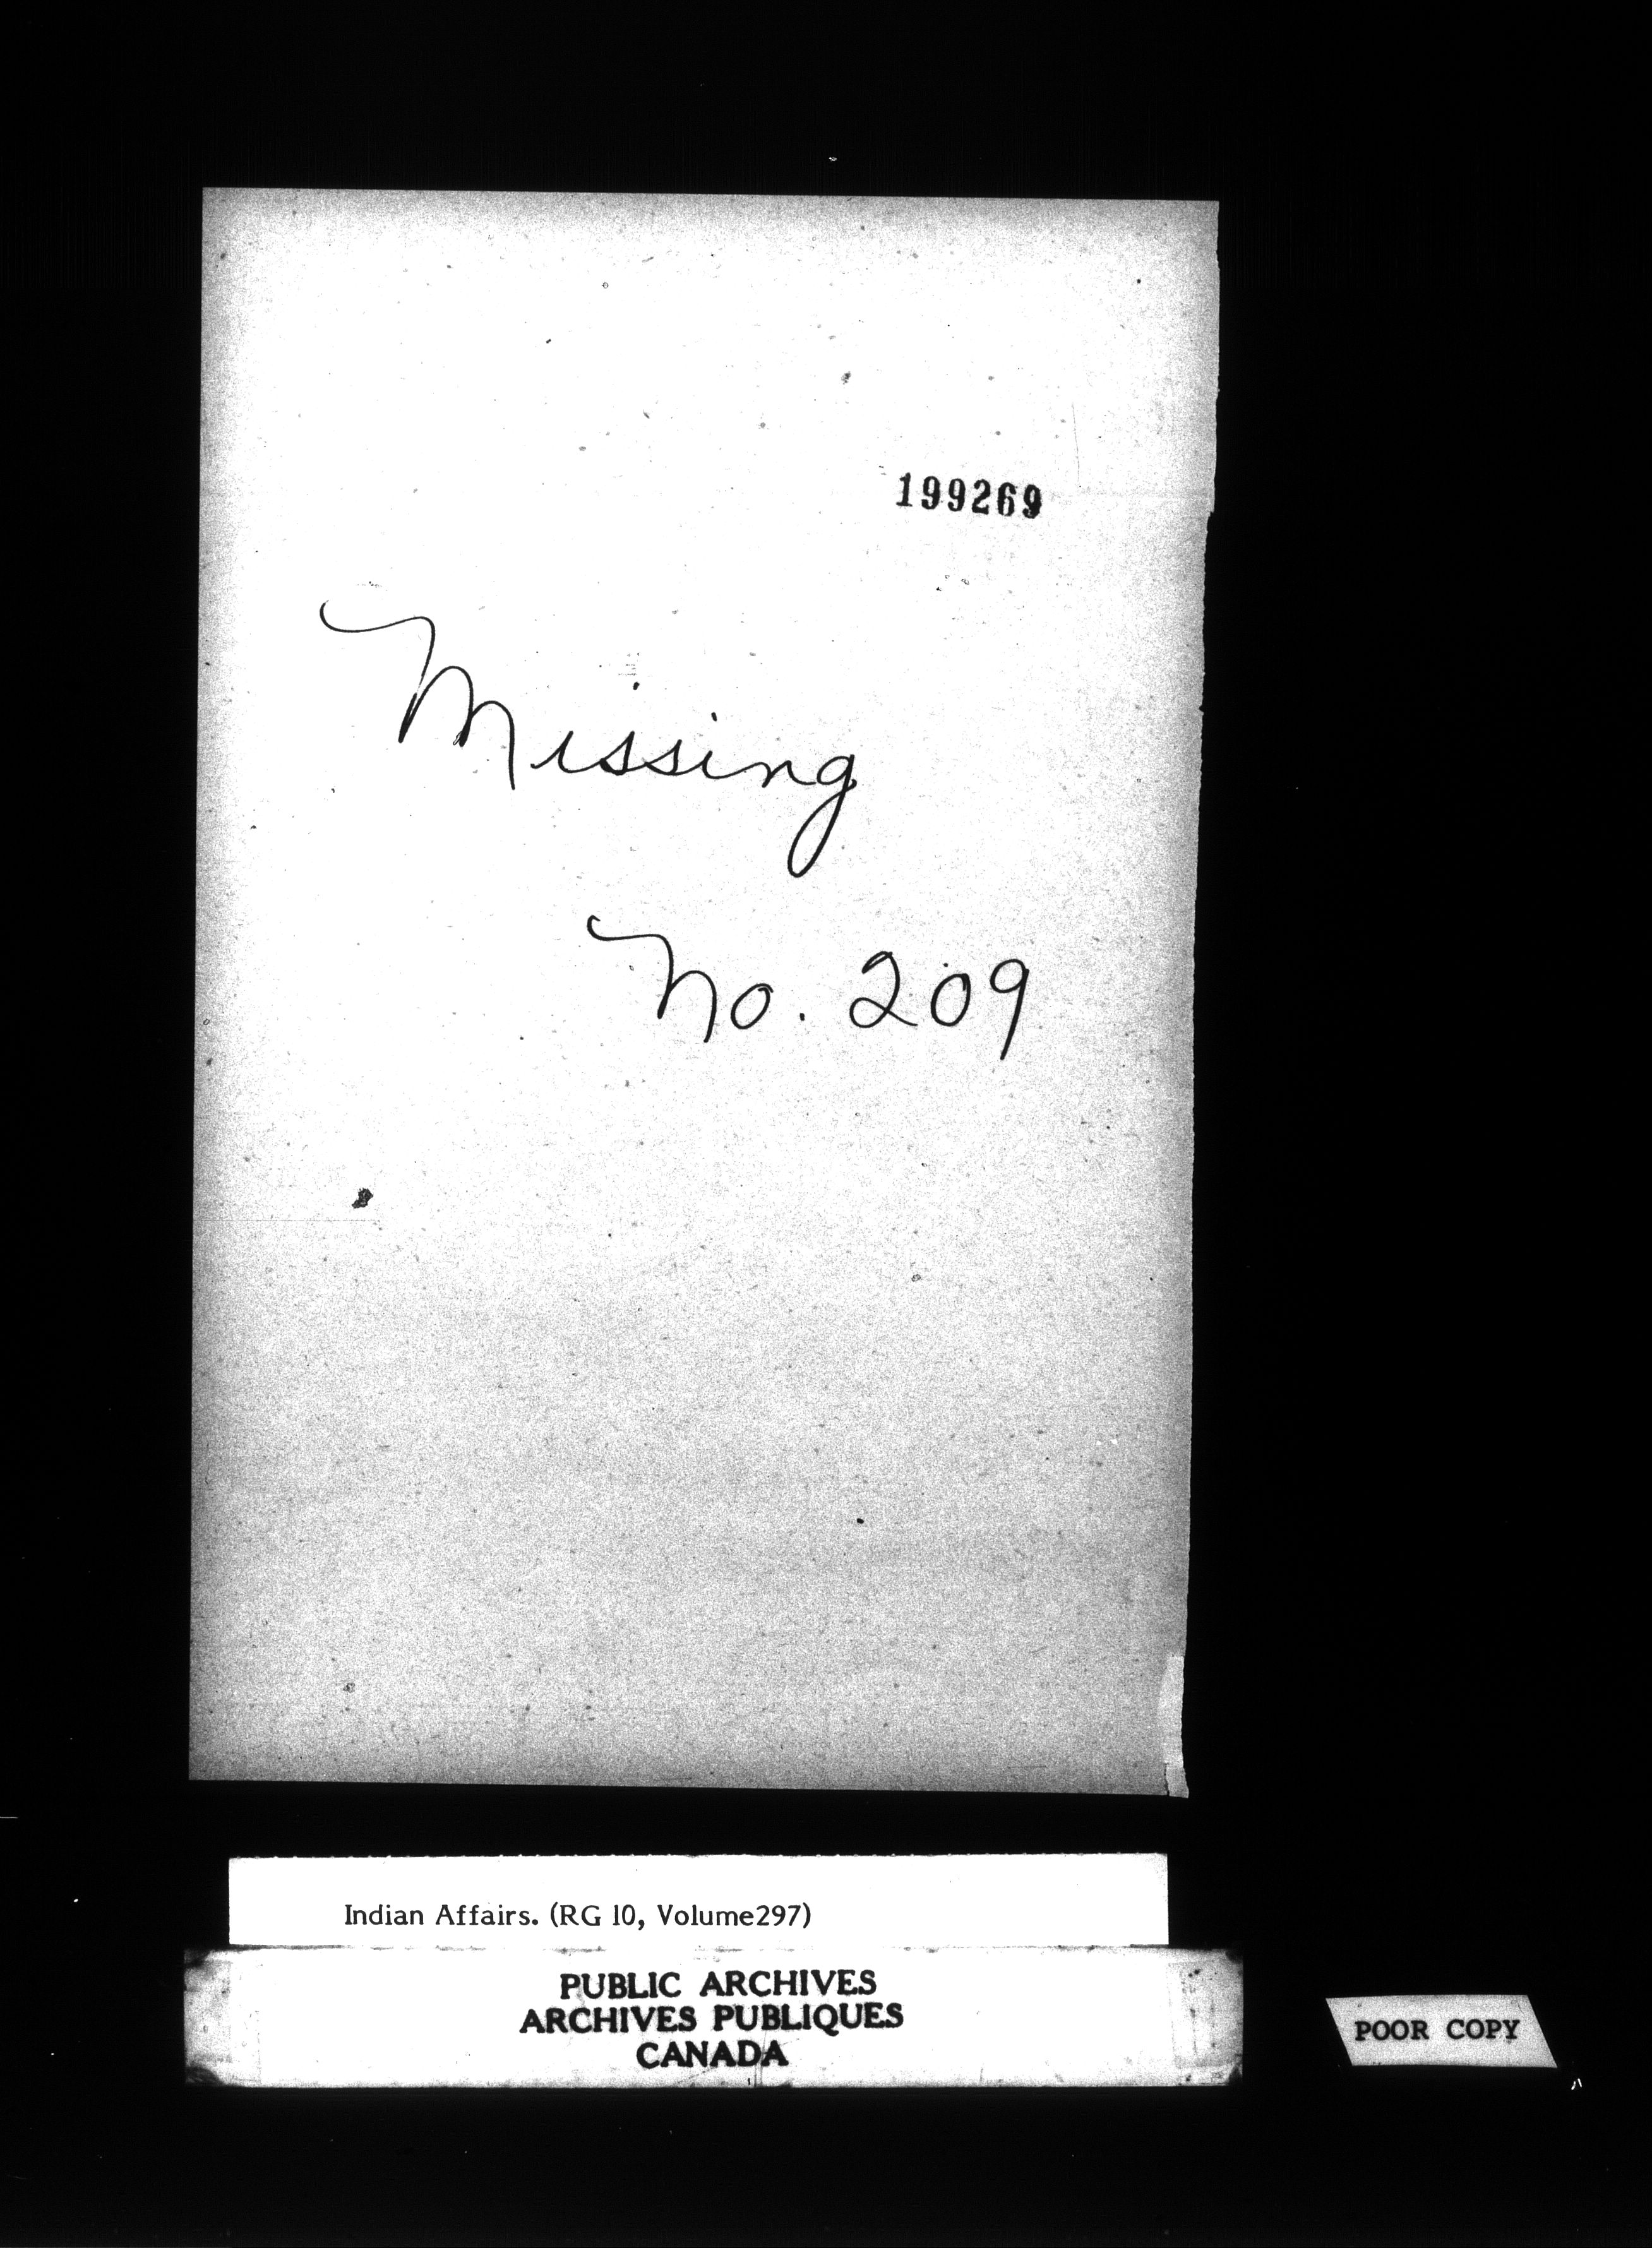 199269
Missing
No. 209
Indian Affairs. (RG 10, Volume297)
PUBLIC ARCHIVES
ARCHIVES PUBLIQUES
CANADA
POOR COPY